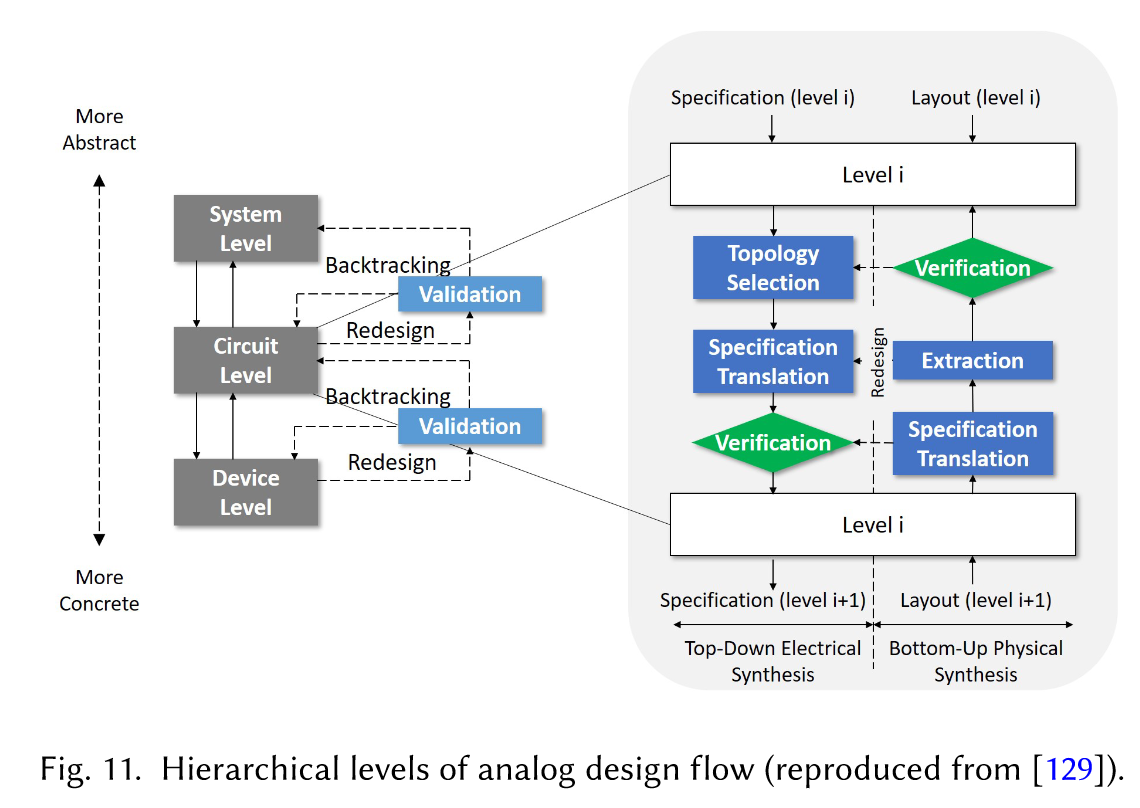 More
Abstract
More
Concrete
System
Level
Circuit
Level
Device
Level
Backtracking
Validation
Redesign
Backtracking
Validation
Redesign
Specification (level i)
Layout (level i)
Level i
Topology
Selection
Verification
Specification
Translation
Redesign
Extraction
Verification
Specification
Translation
Level i
Specification (level i+1)
Layout (level i+1)
Top-Down Electrical
Synthesis
Bottom-Up Physical
Synthesis
Fig. 11. Hierarchical levels of analog design flow (reproduced from [129]).